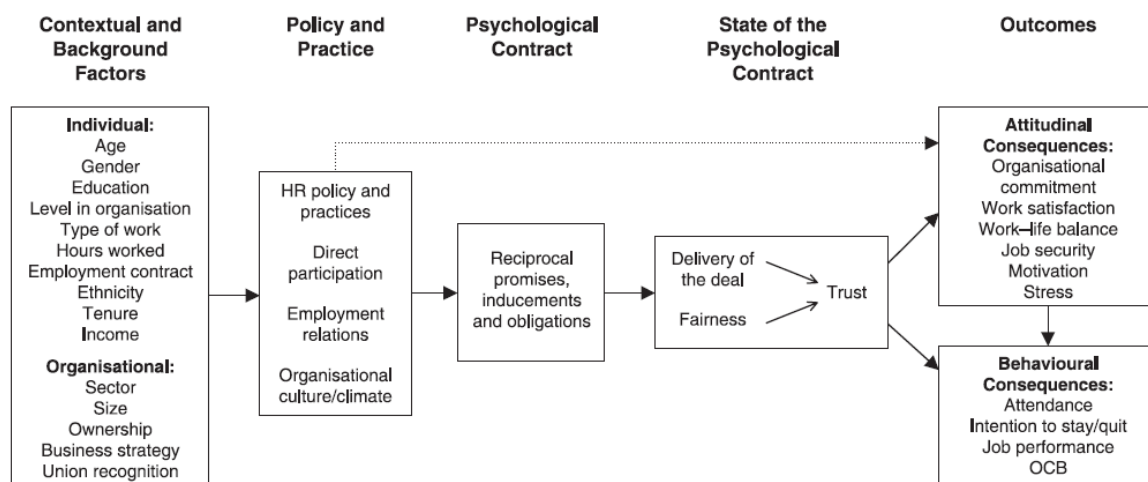 Contextual and
Background
Factors
Policy and
Practice
Psychological
Contract
State of the
Psychological
Contract
Outcomes
Individual:
Age
Gender
Education
Level in organisation
Type of work
Hours worked
Employment contract
Ethnicity
Tenure
Income
Organisational:
Sector
Size
Ownership
Business strategy
Union recognition
HR policy and
practices
Direct
participation
Employment
relations
Organisational
culture/climate
Reciprocal
promises,
inducements
and obligations
Delivery of
the deal
Fairness
Trust
Attitudinal
Consequences:
Organisational
commitment
Work satisfaction
Work–life balance
Job security
Motivation
Stress
Behavioural
Consequences:
Attendance
Intention to stay/quit
Job performance
OCB